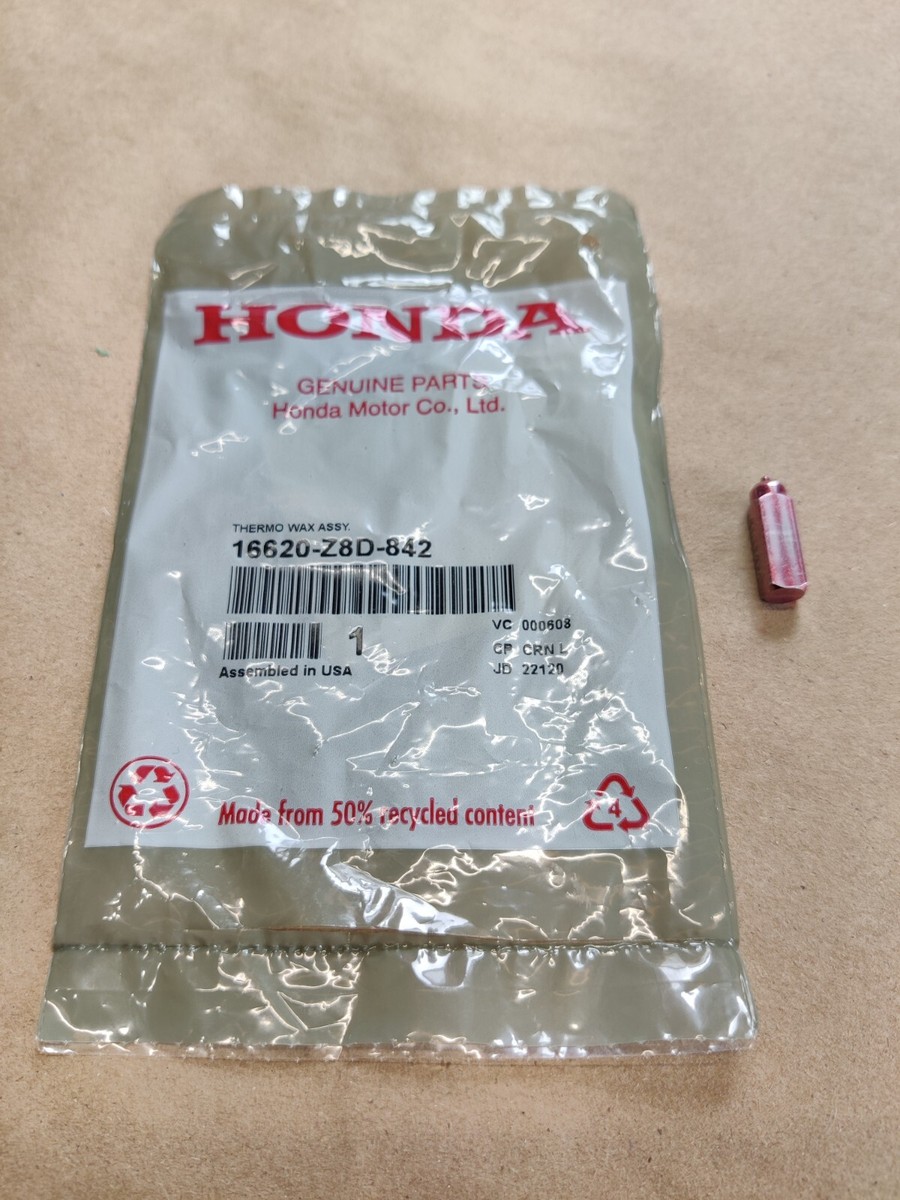 HONDA
GENUINE PARTS
Honda Motor Co., Ltd.
THERMO WAX ASSY.
16620-Z8D-842
1
VC 000608
CRN L
Assembled in USA
JD 22120
Made from 50% recycled content
4